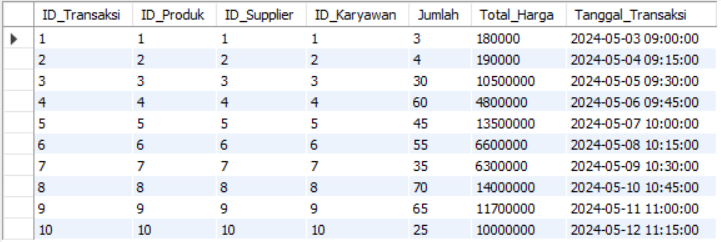 ID_Transaksi ID_Produk ID_Supplier ID_Karyawan Jumlah Total_Harga Tanggal_Transaksi
1 1 1 1 3 180000 2024-05-03 09:00:00
2 2 2 2 4 190000 2024-05-04 09:15:00
3 3 3 3 30 10500000 2024-05-05 09:30:00
4 4 4 4 60 4800000 2024-05-06 09:45:00
5 5 5 5 45 13500000 2024-05-07 10:00:00
6 6 6 6 55 6600000 2024-05-08 10:15:00
7 7 7 7 35 6300000 2024-05-09 10:30:00
8 8 8 8 70 14000000 2024-05-10 10:45:00
9 9 9 9 65 11700000 2024-05-11 11:00:00
10 10 10 10 25 10000000 2024-05-12 11:15:00